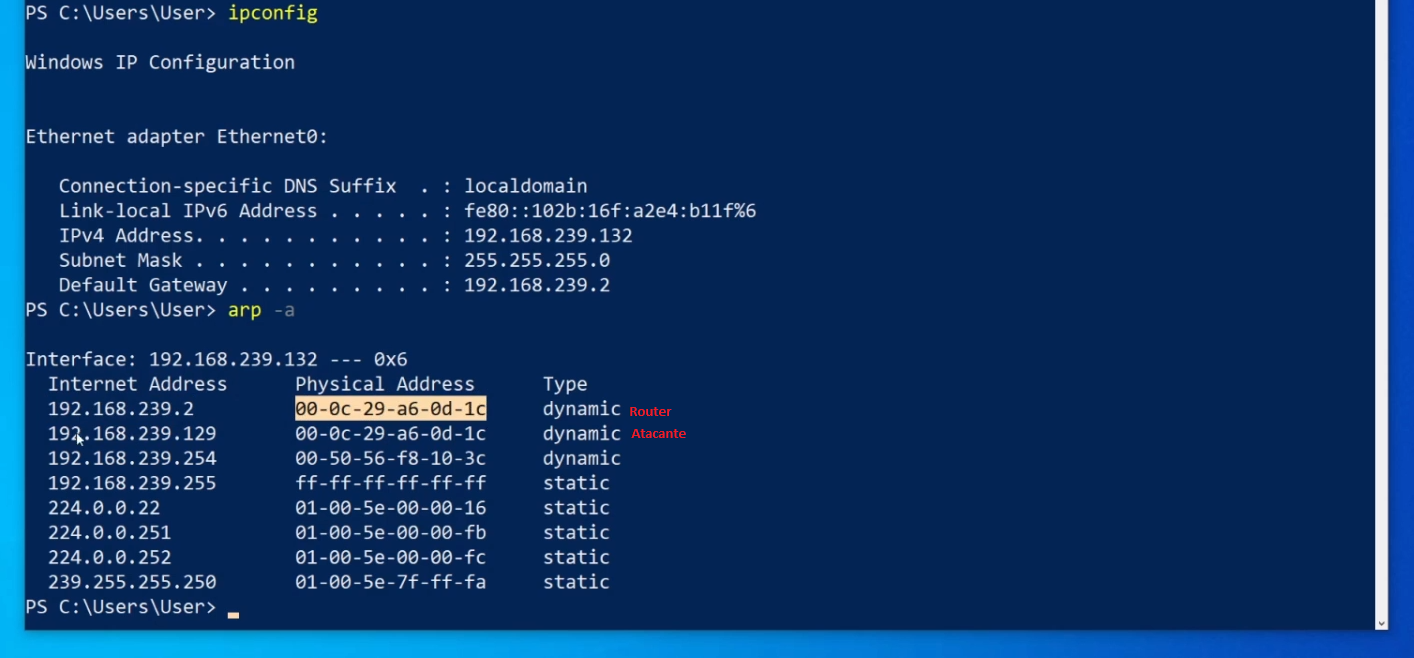 PS C:\Users\User> ipconfig
Windows IP Configuration
Ethernet adapter Ethernet0:
Connection-specific DNS Suffix . : localdomain
Link-local IPv6 Address . . . . . : fe80::102b:16f:a2e4:b11f%6
IPv4 Address. . . . . . . . . . . : 192.168.239.132
Subnet Mask . . . . . . . . . . . : 255.255.255.0
Default Gateway . . . . . . . . . : 192.168.239.2
PS C:\Users\User> arp -a
Interface: 192.168.239.132 --- 0x6
Internet Address Physical Address Type
192.168.239.2 00-0c-29-a6-0d-1c dynamic Router
192.168.239.129 00-0c-29-a6-0d-1c dynamic Atacante
192.168.239.254 00-50-56-f8-10-3c dynamic
192.168.239.255 ff-ff-ff-ff-ff-ff static
224.0.0.22 01-00-5e-00-00-16 static
224.0.0.251 01-00-5e-00-00-fb static
224.0.0.252 01-00-5e-00-00-fc static
239.255.255.250 01-00-5e-7f-ff-fa static
PS C:\Users\User>